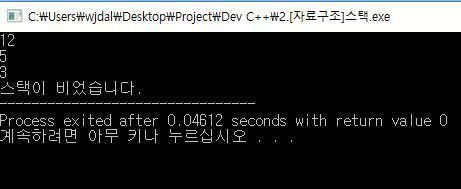 C:\Users\wjdal\Desktop\Project\Dev C++\2.[자료구조]스택.exe
12
5
3
스택이 비었습니다.
--------------------------------
Process exited after 0.04612 seconds with return value 0
계속하려면 아무 키나 누르십시오 . . .